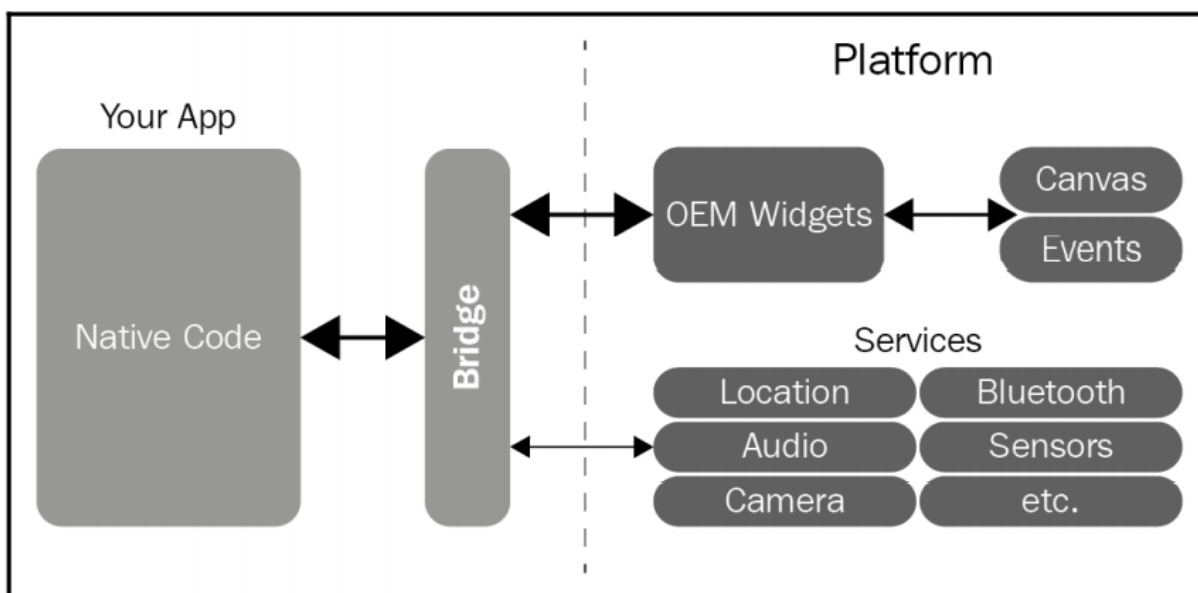 Platform
Your App
Native Code
Bridge
OEM Widgets
Canvas
Events
Services
Location
Bluetooth
Audio
Sensors
Camera
etc.